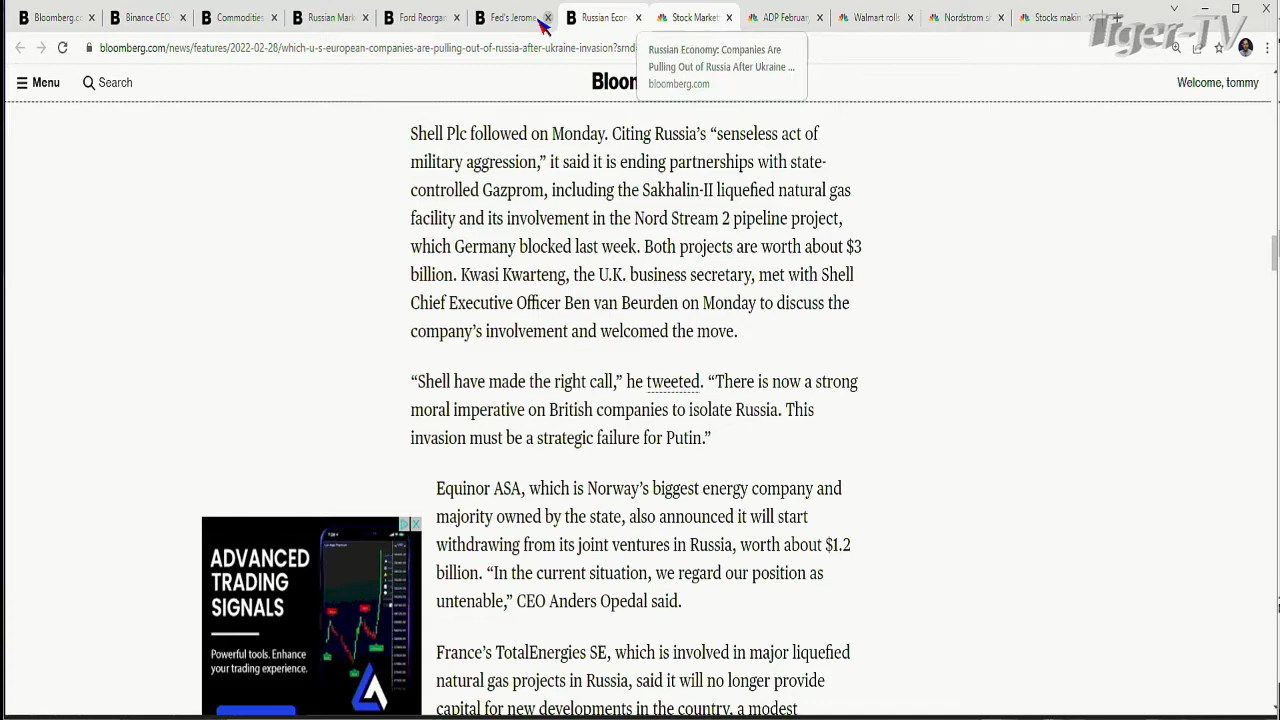 Bloomberg.co
Binance CEO
Commodities
Russian Mar
Ford Reorgan
Fed's Jerome
Russian Econ
Stock Market
ADP February
Walmart rolls
Nordstrom s
Stocks making
Tiger-TV
bloomberg.com/news/features/2022-02-28/which-u-s-european-companies-are-pulling-out-of-russia-after-ukraine-invasion?srnd
Russian Economy: Companies Are
Pulling Out of Russia After Ukraine ...
bloomberg.com
Menu
Search
Bloom
Welcome, tommy
Shell Plc followed on Monday. Citing Russia’s “senseless act of
military aggression,” it said it is ending partnerships with state-
controlled Gazprom, including the Sakhalin-II liquefied natural gas
facility and its involvement in the Nord Stream 2 pipeline project,
which Germany blocked last week. Both projects are worth about $3
billion. Kwasi Kwarteng, the U.K. business secretary, met with Shell
Chief Executive Officer Ben van Beurden on Monday to discuss the
company’s involvement and welcomed the move.
“Shell have made the right call,” he tweeted. “There is now a strong
moral imperative on British companies to isolate Russia. This
invasion must be a strategic failure for Putin.”
Equinor ASA, which is Norway’s biggest energy company and
majority owned by the state, also announced it will start
withdrawing from its joint ventures in Russia, worth about $1.2
billion. “In the current situation, we regard our position as
untenable,” CEO Anders Opedal said.
France’s TotalEnergies SE, which is involved in major liquefied
natural gas projects in Russia, said it will no longer provide
capital for new developments in the country, a modest
ADVANCED
TRADING
SIGNALS
Powerful tools. Enhance
your trading experience.